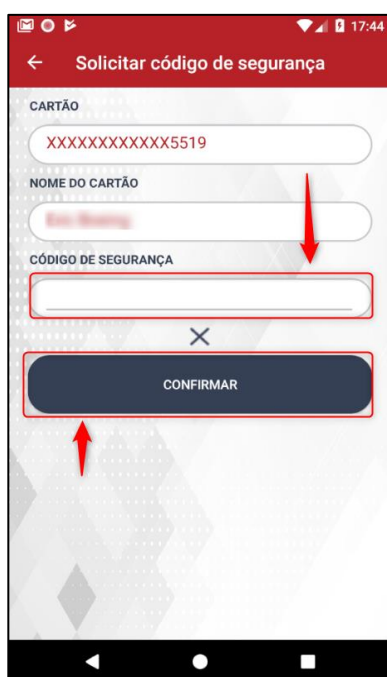 17:44
Solicitar código de segurança
CARTÃO
XXXXXXXXXXXX5519
NOME DO CARTÃO
CÓDIGO DE SEGURANÇA
CONFIRMAR